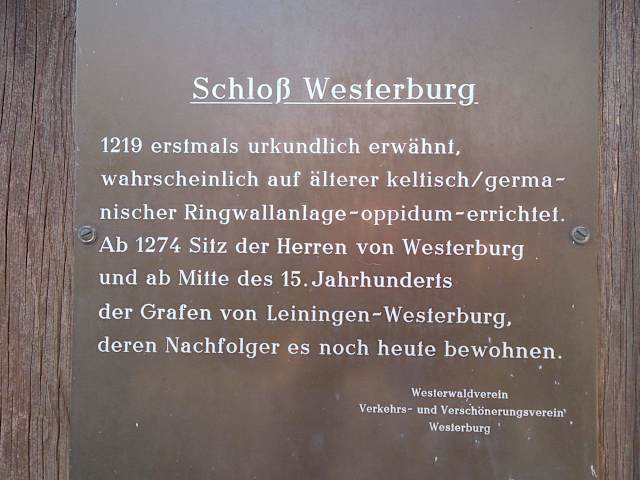 Schloß Westerburg
1219 erstmals urkundlich erwähnt,
wahrscheinlich auf älterer keltisch/germa-
nischer Ringwallanlage-oppidum-errichtet.
Ab 1274 Sitz der Herren von Westerburg
und ab Mitte des 15. Jahrhunderts
der Grafen von Leiningen-Westerburg,
deren Nachfolger es noch heute bewohnen.
Westerwaldverein
Verkehrs- und Verschönerungsverein
Westerburg